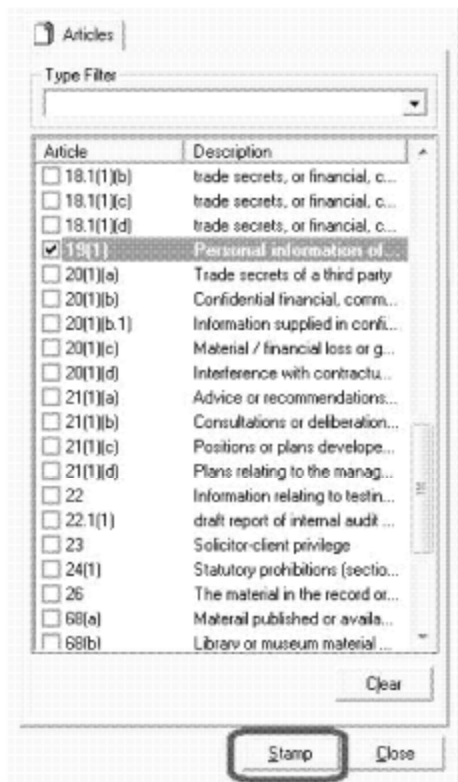 Articles
Type Filter
Article Description
18.1(1)(b) trade secrets, or financial, c...
18.1(1)(c) trade secrets, or financial, c...
18.1(1)(d) trade secrets, or financial, c...
19(1) Personal information of...
20(1)(a) Trade secrets of a third party
20(1)(b) Confidential financial, comm...
20(1)(b.1) Information supplied in confi...
20(1)(c) Material / financial loss or g...
20(1)(d) Interference with contractu...
21(1)(a) Advice or recommendations...
21(1)(b) Consultations or deliberation...
21(1)(c) Positions or plans develope...
21(1)(d) Plans relating to the manag...
22 Information relating to testin...
22.1(1) draft report of internal audit ...
23 Solicitor-client privilege
24(1) Statutory prohibitions (sectio...
26 The material in the record or...
68(a) Materail published or availa...
68(b) Library or museum material ...
Clear
Stamp Close